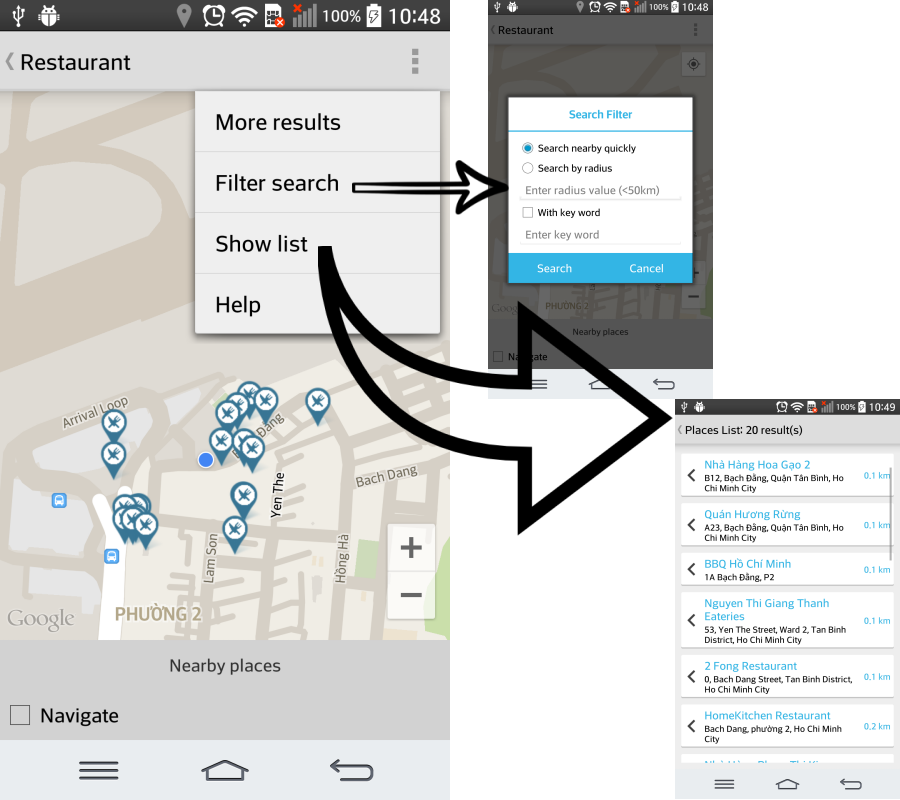 100% 10:48
Restaurant
More results
Filter search
Show list
Help
Arrival Loop
Đằng
Yen The
Bach Dang
Lam Son
Hồng Hà
+
−
Google
PHƯỜNG 2
Nearby places
Navigate
100% 10:48
Restaurant
Search Filter
Search nearby quickly
Search by radius
Enter radius value (<50km)
With key word
Enter key word
Search Cancel
PHƯỜNG 2
Nearby places
100% 10:49
Places List: 20 result(s)
Nhà Hàng Hoa Gạo 2
B12, Bạch Đằng, Quận Tân Bình, Ho
Chi Minh City
0,1 km
Quán Hương Rừng
A23, Bạch Đằng, Quận Tân Bình, Ho
Chi Minh City
0,1 km
BBQ Hồ Chí Minh
1A Bạch Đằng, P2
0.1 km
Nguyen Thi Giang Thanh
Eateries
53, Yen The Street, Ward 2, Tan Binh
District, Ho Chi Minh City
0.1 km
2 Fong Restaurant
0, Bach Dang Street, Tan Binh District,
Ho Chi Minh City
0.1 km
HomeKitchen Restaurant
Bach Dang, phường 2, Ho Chi Minh
City
0,2 km